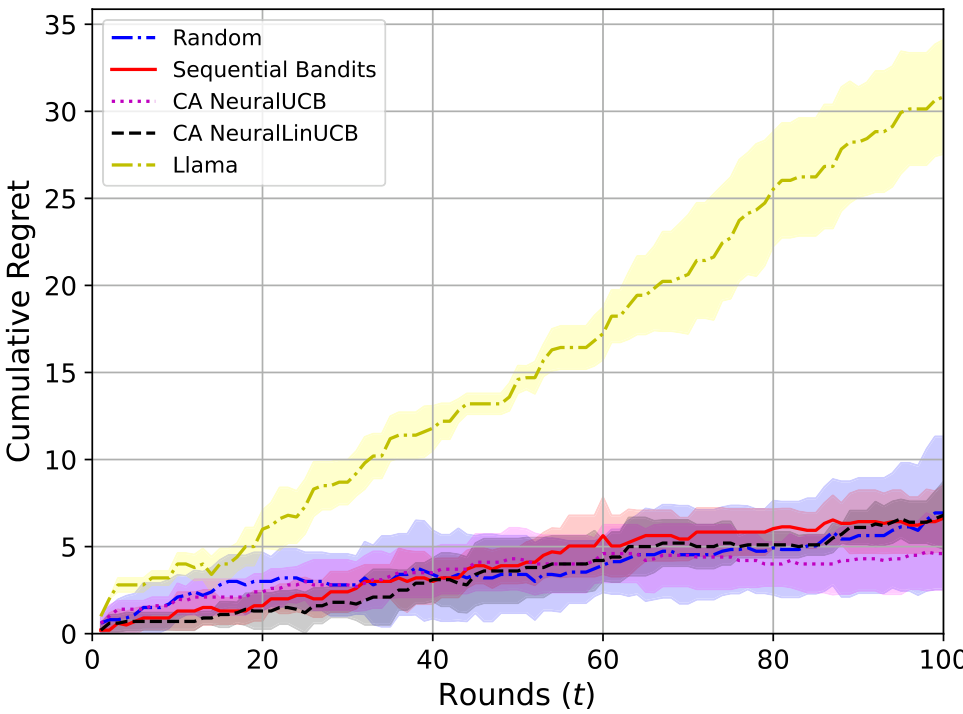 35
30
25
20
15
10
5
0
Cumulative Regret
Random
Sequential Bandits
CA NeuralUCB
CA NeuralLinUCB
Llama
0 20 40 60 80 100
Rounds (t)